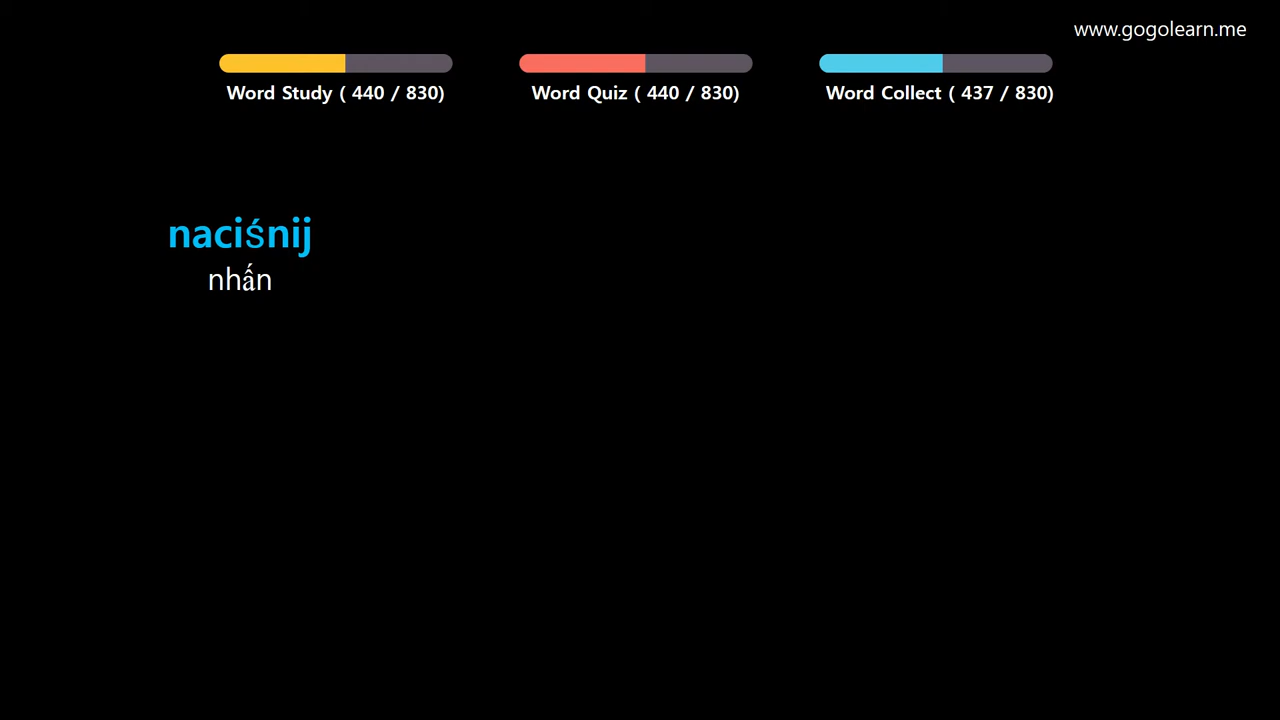 www.gogolearn.me
Word Study ( 440 / 830)
Word Quiz ( 440 / 830)
Word Collect ( 437 / 830)
naciśnij
nhấn